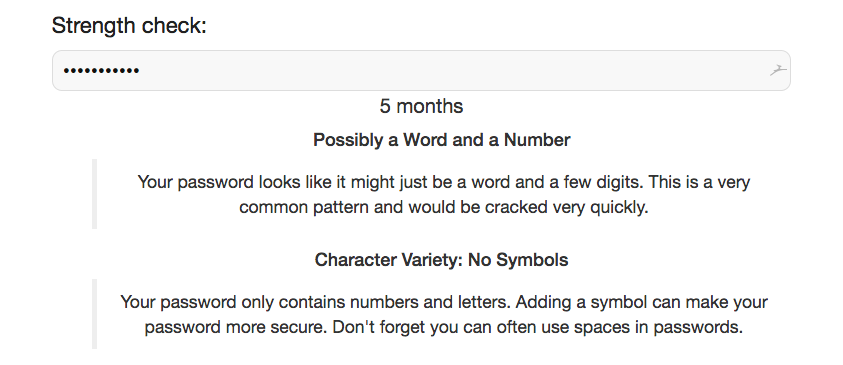 Strength check:
•••••••••••
5 months
Possibly a Word and a Number
Your password looks like it might just be a word and a few digits. This is a very
common pattern and would be cracked very quickly.
Character Variety: No Symbols
Your password only contains numbers and letters. Adding a symbol can make your
password more secure. Don't forget you can often use spaces in passwords.